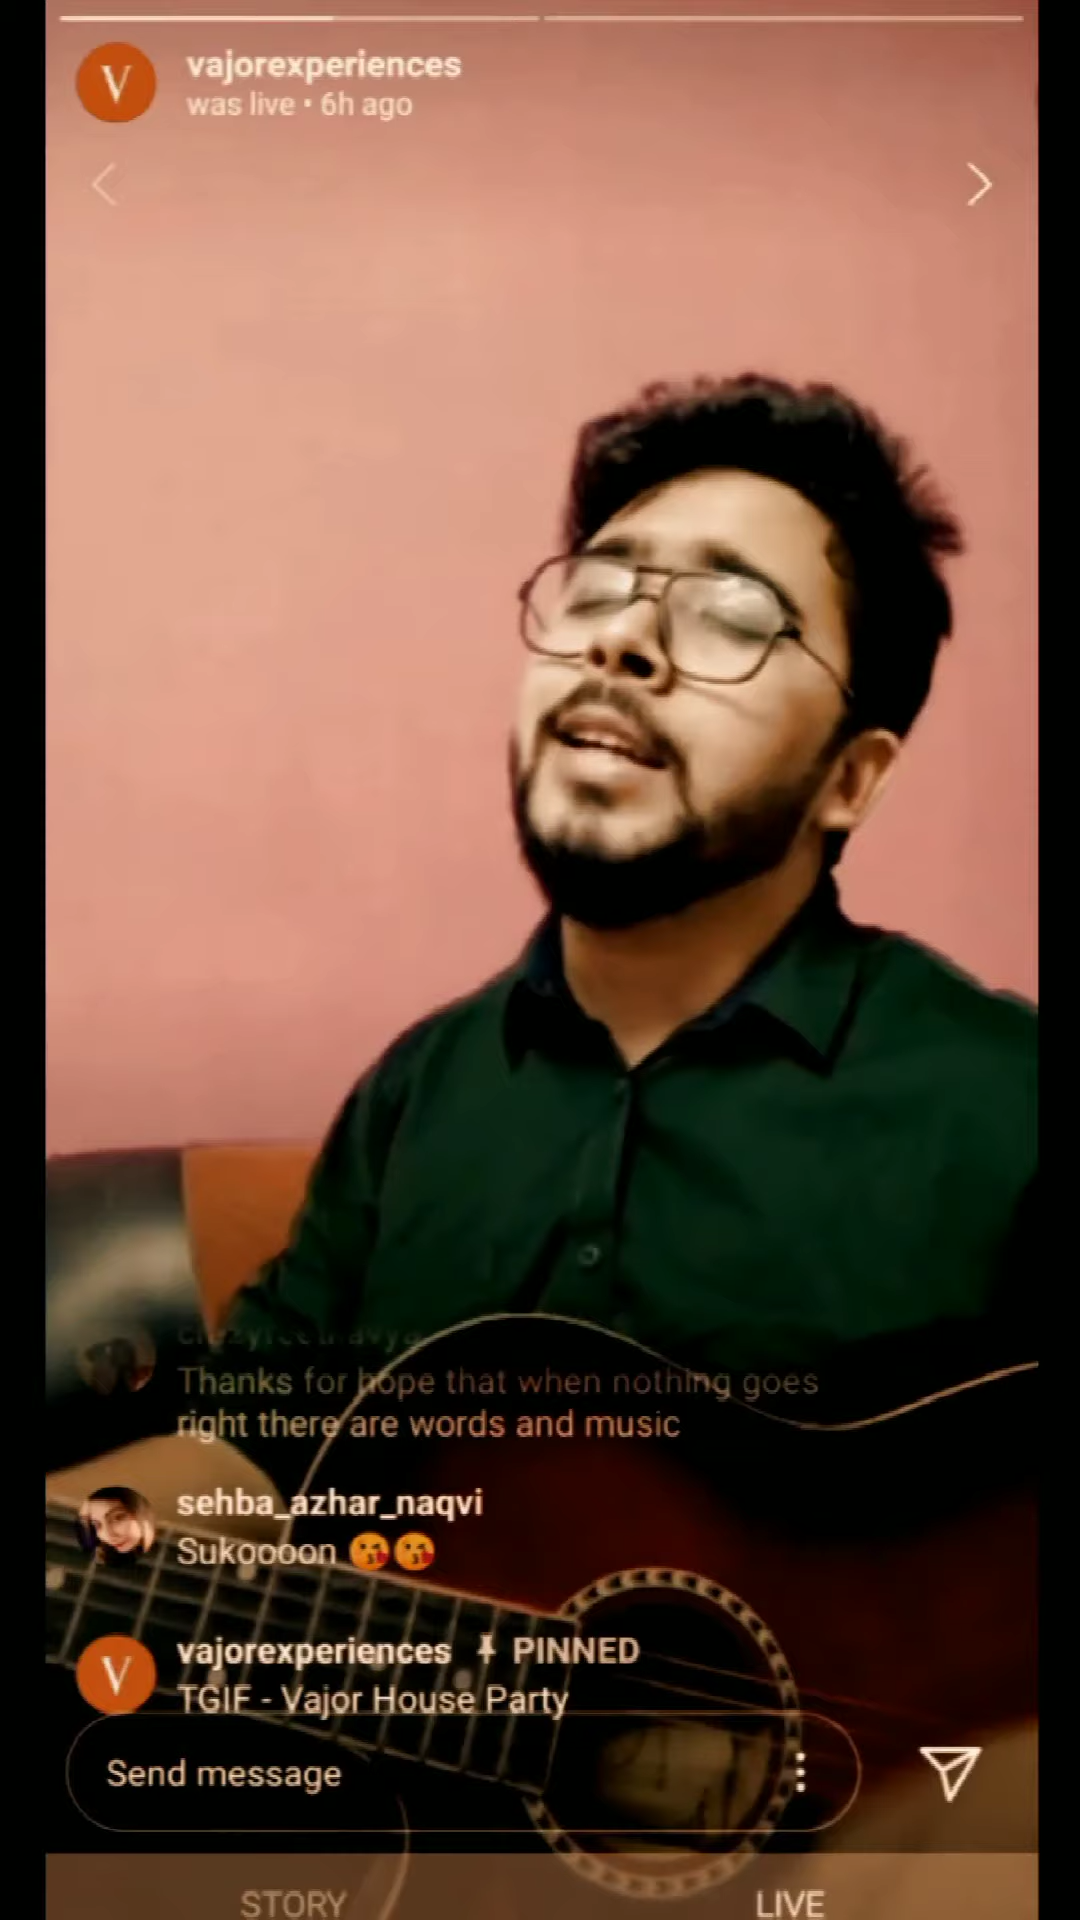 V
vajorexperiences
was live • 6h ago
Thanks for hope that when nothing goes
right there are words and music
sehba_azhar_naqvi
Sukoooon 😘😘
V
vajorexperiences 📌 PINNED
TGIF - Vajor House Party
Send message
STORY
LIVE